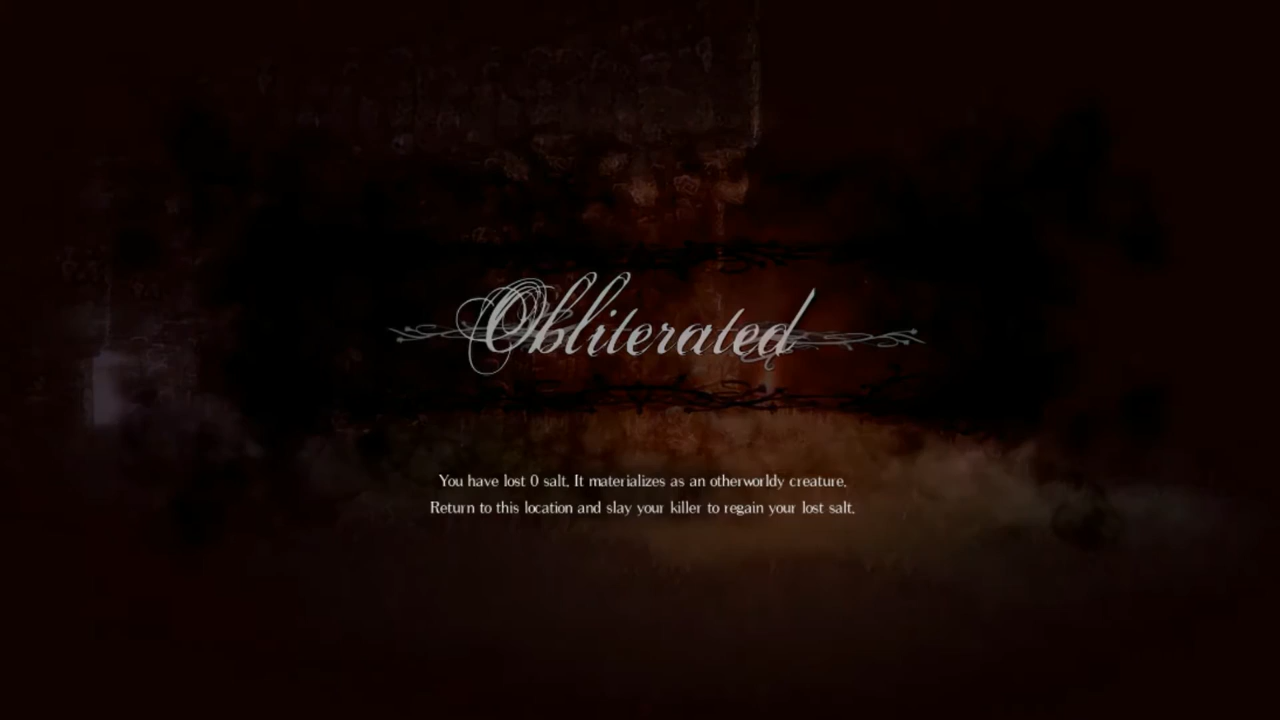 Obliterated
You have lost 0 salt. It materializes as an otherworldy creature.
Return to this location and slay your killer to regain your lost salt.